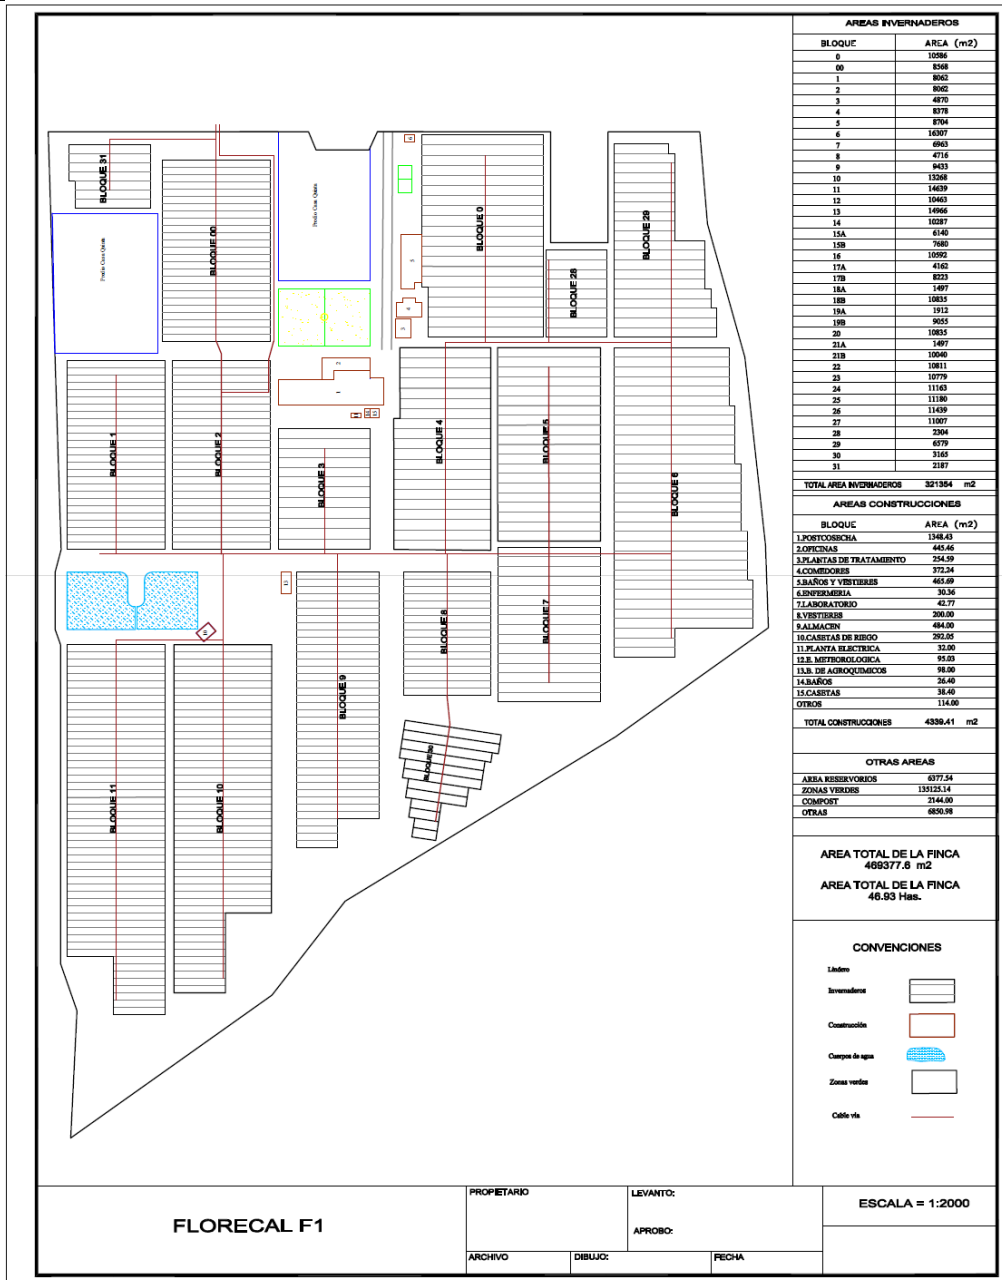 AREAS INVERNADEROS
BLOQUE AREA (m2)
0 10586
00 8568
1 8062
2 8062
3 4870
4 8378
5 8704
6 16307
7 6963
8 4716
9 9433
10 13268
11 14639
12 10463
13 14966
14 10287
15A 6140
15B 7680
16 10592
17A 4162
17B 8223
18A 1497
18B 10835
19A 1912
19B 9055
20 10835
21A 1497
21B 10040
22 10811
23 10779
24 11163
25 11180
26 11439
27 11007
28 2304
29 6579
30 3165
31 2187
TOTAL AREA INVERNADEROS 321354 m2
AREAS CONSTRUCCIONES
BLOQUE AREA (m2)
1.POSTCOSECHA 1348.43
2.OFICINAS 445.46
3.PLANTAS DE TRATAMIENTO 254.59
4.COMEDORES 372.24
5.BAÑOS Y VESTIERES 465.69
6.ENFERMERIA 30.36
7.LABORATORIO 42.77
8.VESTIERES 200.00
9.ALMACEN 484.00
10.CASETAS DE RIEGO 292.05
11.PLANTA ELECTRICA 32.00
12.E. METEOROLOGICA 95.03
13.B. DE AGROQUIMICOS 98.00
14.BAÑOS 26.40
15.CASETAS 38.40
OTROS 114.00
TOTAL CONSTRUCCIONES 4339.41 m2
OTRAS AREAS
AREA RESERVORIOS 6377.54
ZONAS VERDES 135125.14
COMPOST 2144.00
OTRAS 6850.98
AREA TOTAL DE LA FINCA
469377.6 m2
AREA TOTAL DE LA FINCA
46.93 Has.
CONVENCIONES
Lindero
Invernaderos
Construcción
Cuerpos de agua
Zonas verdes
Cable via
BLOQUE 31
BLOQUE 00
Predio Casa Quinta
Predio Casa Quinta
BLOQUE 0
BLOQUE 28
BLOQUE 29
6
5
4
3
2
1
15
BLOQUE 1
BLOQUE 2
BLOQUE 3
BLOQUE 4
BLOQUE 5
BLOQUE 6
BLOQUE 7
BLOQUE 8
BLOQUE 9
13
10
BLOQUE 30
BLOQUE 11
BLOQUE 10
FLORECAL F1
PROPIETARIO
LEVANTO:
APROBO:
ARCHIVO
DIBUJO:
FECHA
ESCALA = 1:2000